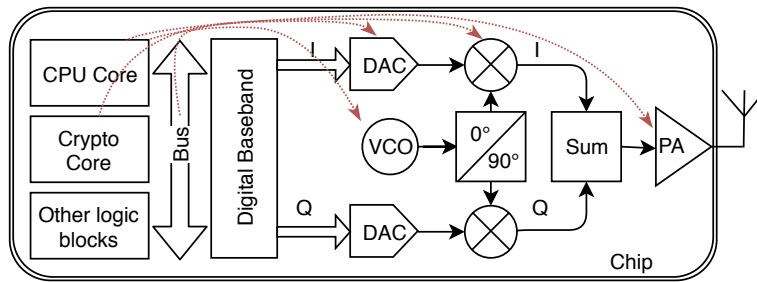 CPU Core
Crypto
Core
Other logic
blocks
Bus
Digital Baseband
I
DAC
I
VCO
0°
90°
Sum
PA
Q
DAC
Q
Chip